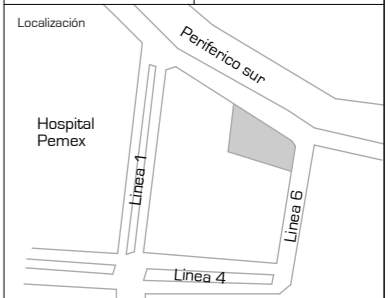 Localización
Periferico sur
Hospital
Pemex
Linea 1
Linea 6
Linea 4